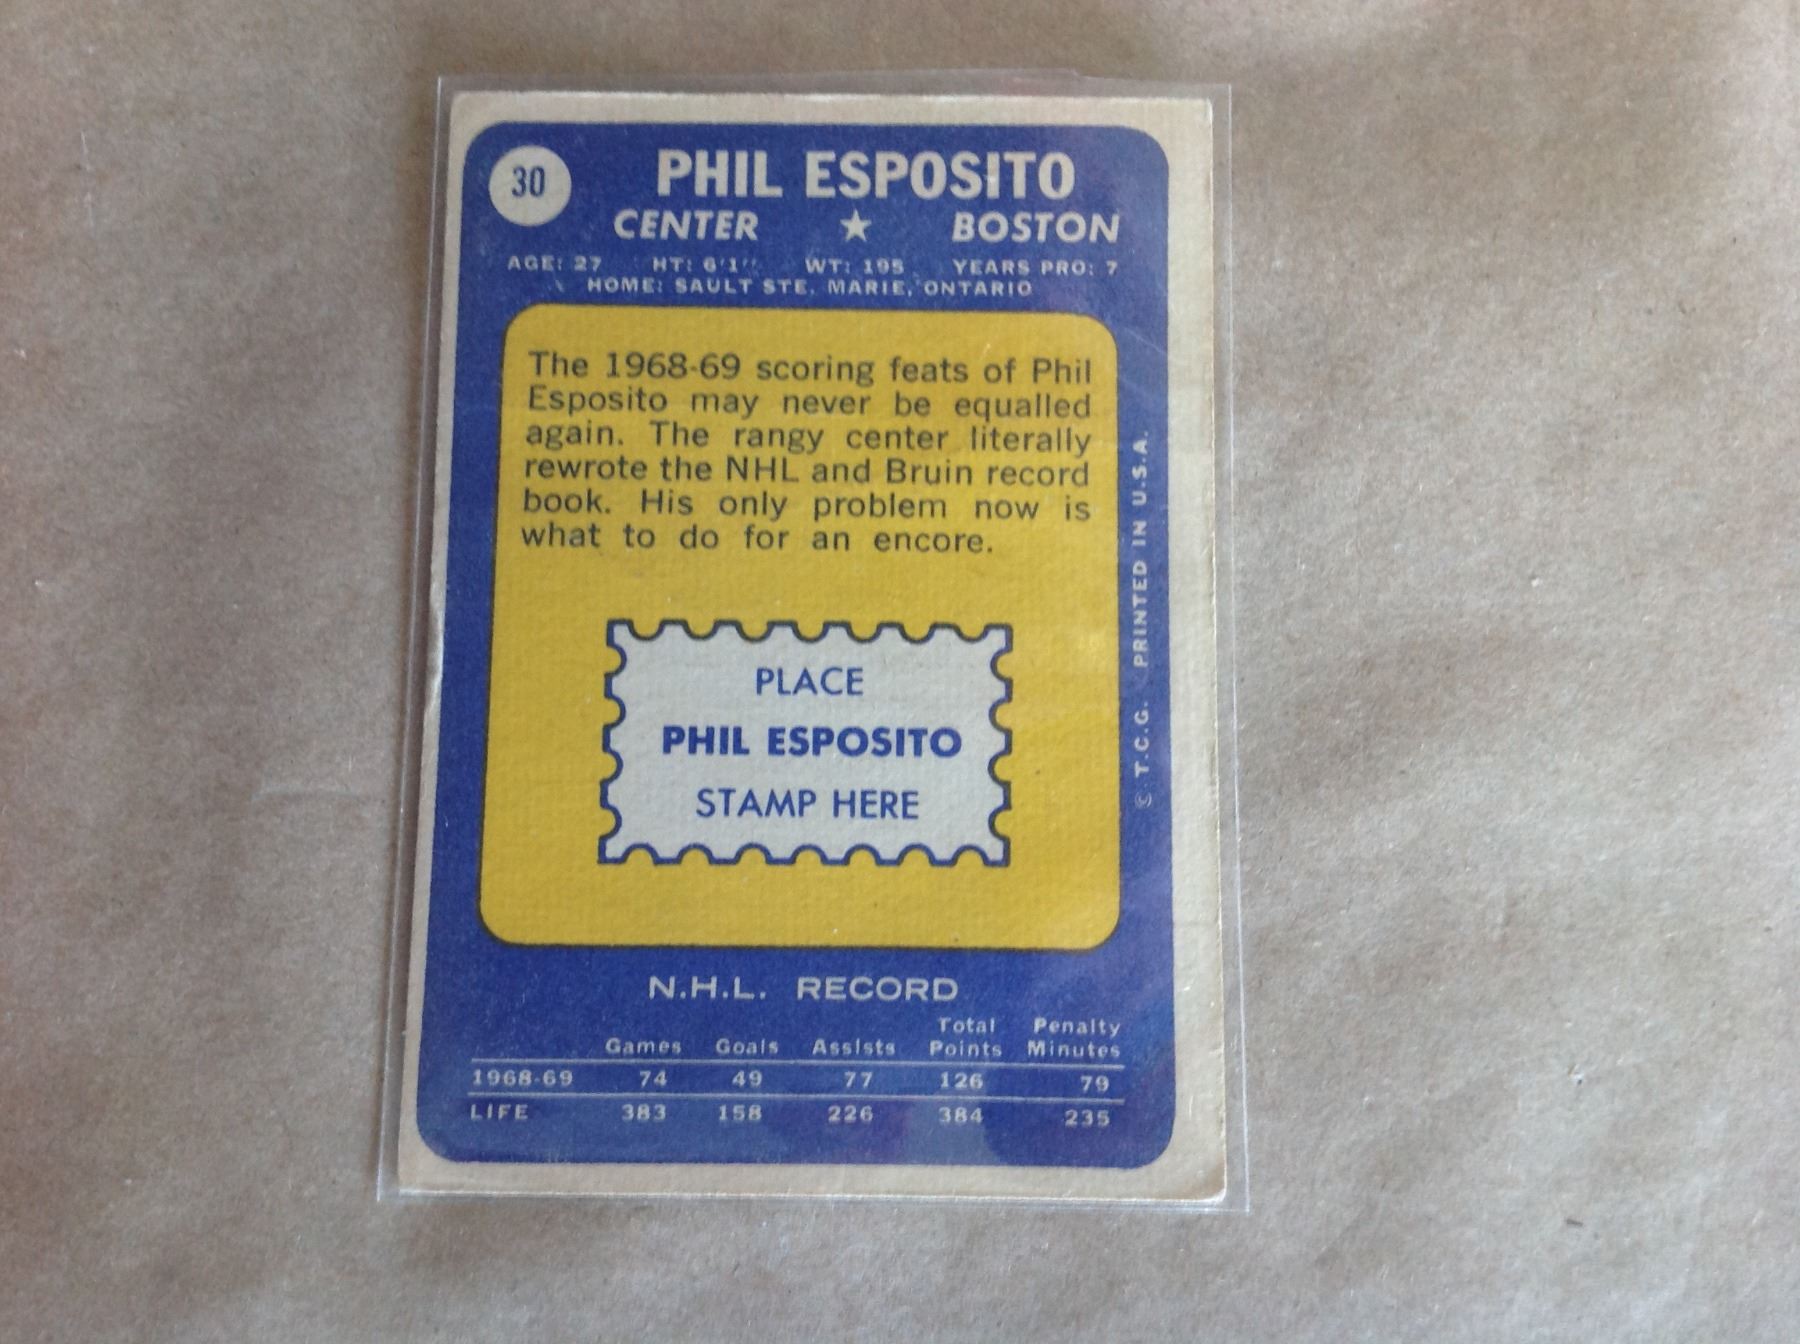 30
PHIL ESPOSITO
CENTER ★ BOSTON
AGE: 27 HT: 6'1" WT: 195 YEARS PRO: 7
HOME: SAULT STE. MARIE, ONTARIO
The 1968-69 scoring feats of Phil
Esposito may never be equalled
again. The rangy center literally
rewrote the NHL and Bruin record
book. His only problem now is
what to do for an encore.
PLACE
PHIL ESPOSITO
STAMP HERE
© T.C.G. PRINTED IN U.S.A.
N.H.L. RECORD
Total Penalty
Games Goals Assists Points Minutes
1968-69 74 49 77 126 79
LIFE 383 158 226 384 235